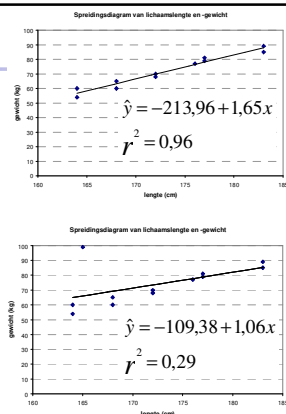 Spreidingsdiagram van lichaamslengte en -gewicht
gewicht (kg)
100
90
80
70
60
50
40
30
20
10
0
ŷ = −213,96 + 1,65x
r² = 0,96
160 165 170 175 180 185
lengte (cm)
Spreidingsdiagram van lichaamslengte en -gewicht
gewicht (kg)
100
90
80
70
60
50
40
30
20
10
0
ŷ = −109,38 + 1,06x
r² = 0,29
160 165 170 175 180 185
lengte (cm)